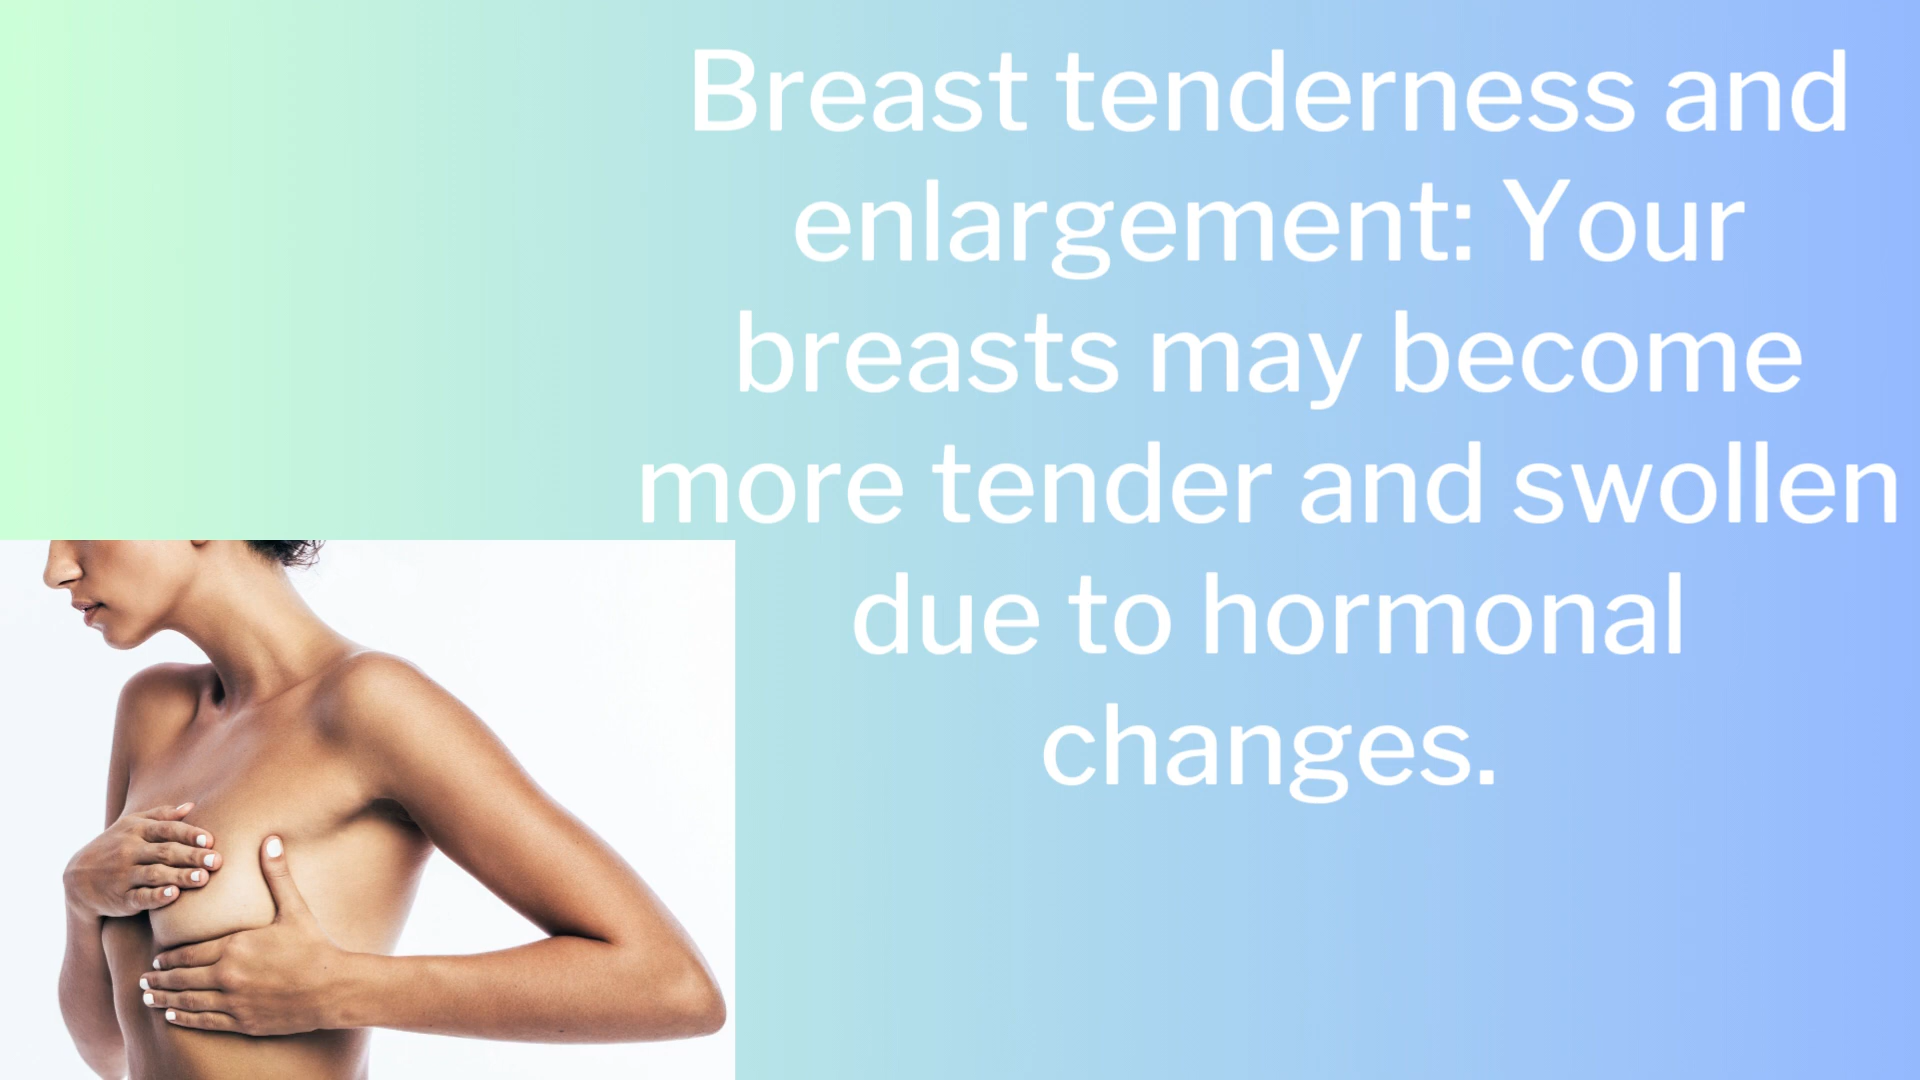 Breast tenderness and
enlargement: Your
breasts may become
more tender and swollen
due to hormonal
changes.